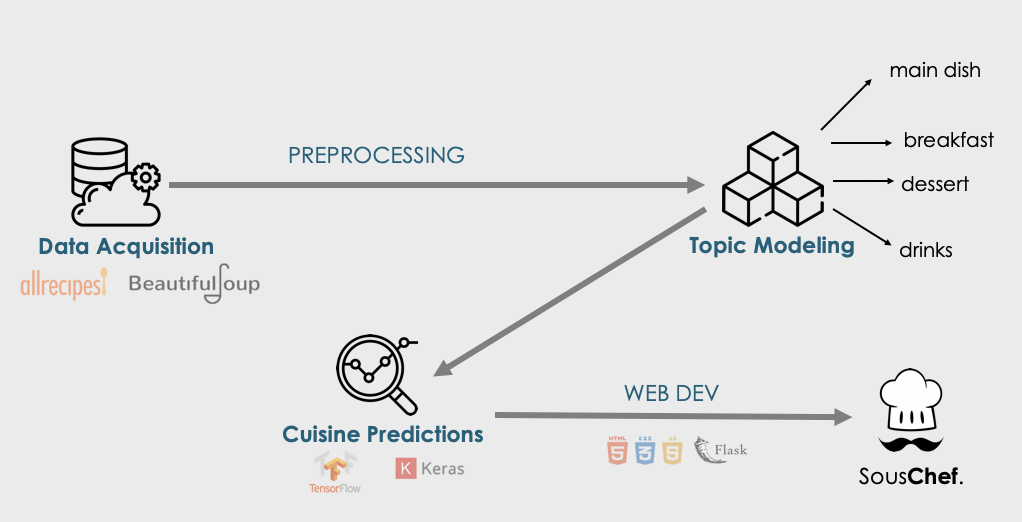 main dish
PREPROCESSING
breakfast
dessert
Data Acquisition
Topic Modeling
drinks
allrecipes!
BeautifulSoup
WEB DEV
Cuisine Predictions
HTML
5
CSS
3
JS
5
Flask
TF
TensorFlow
K Keras
SousChef.